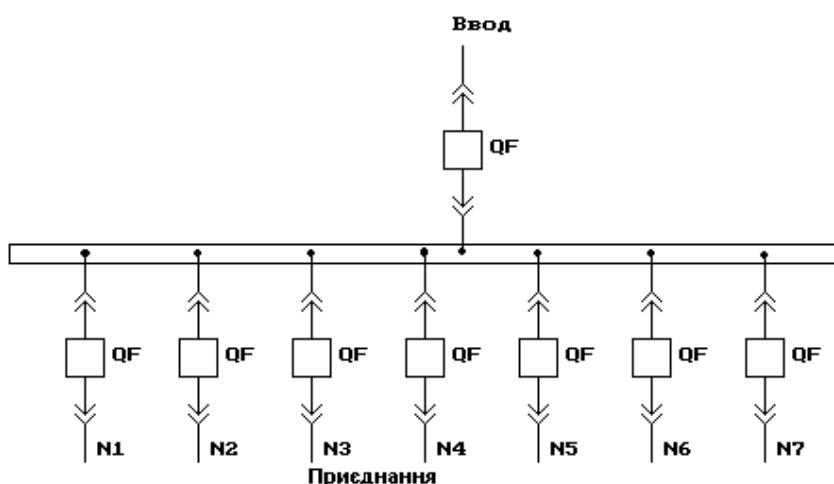 Ввод
QF
QF QF QF QF QF QF QF
N1 N2 N3 N4 N5 N6 N7
Приєднання